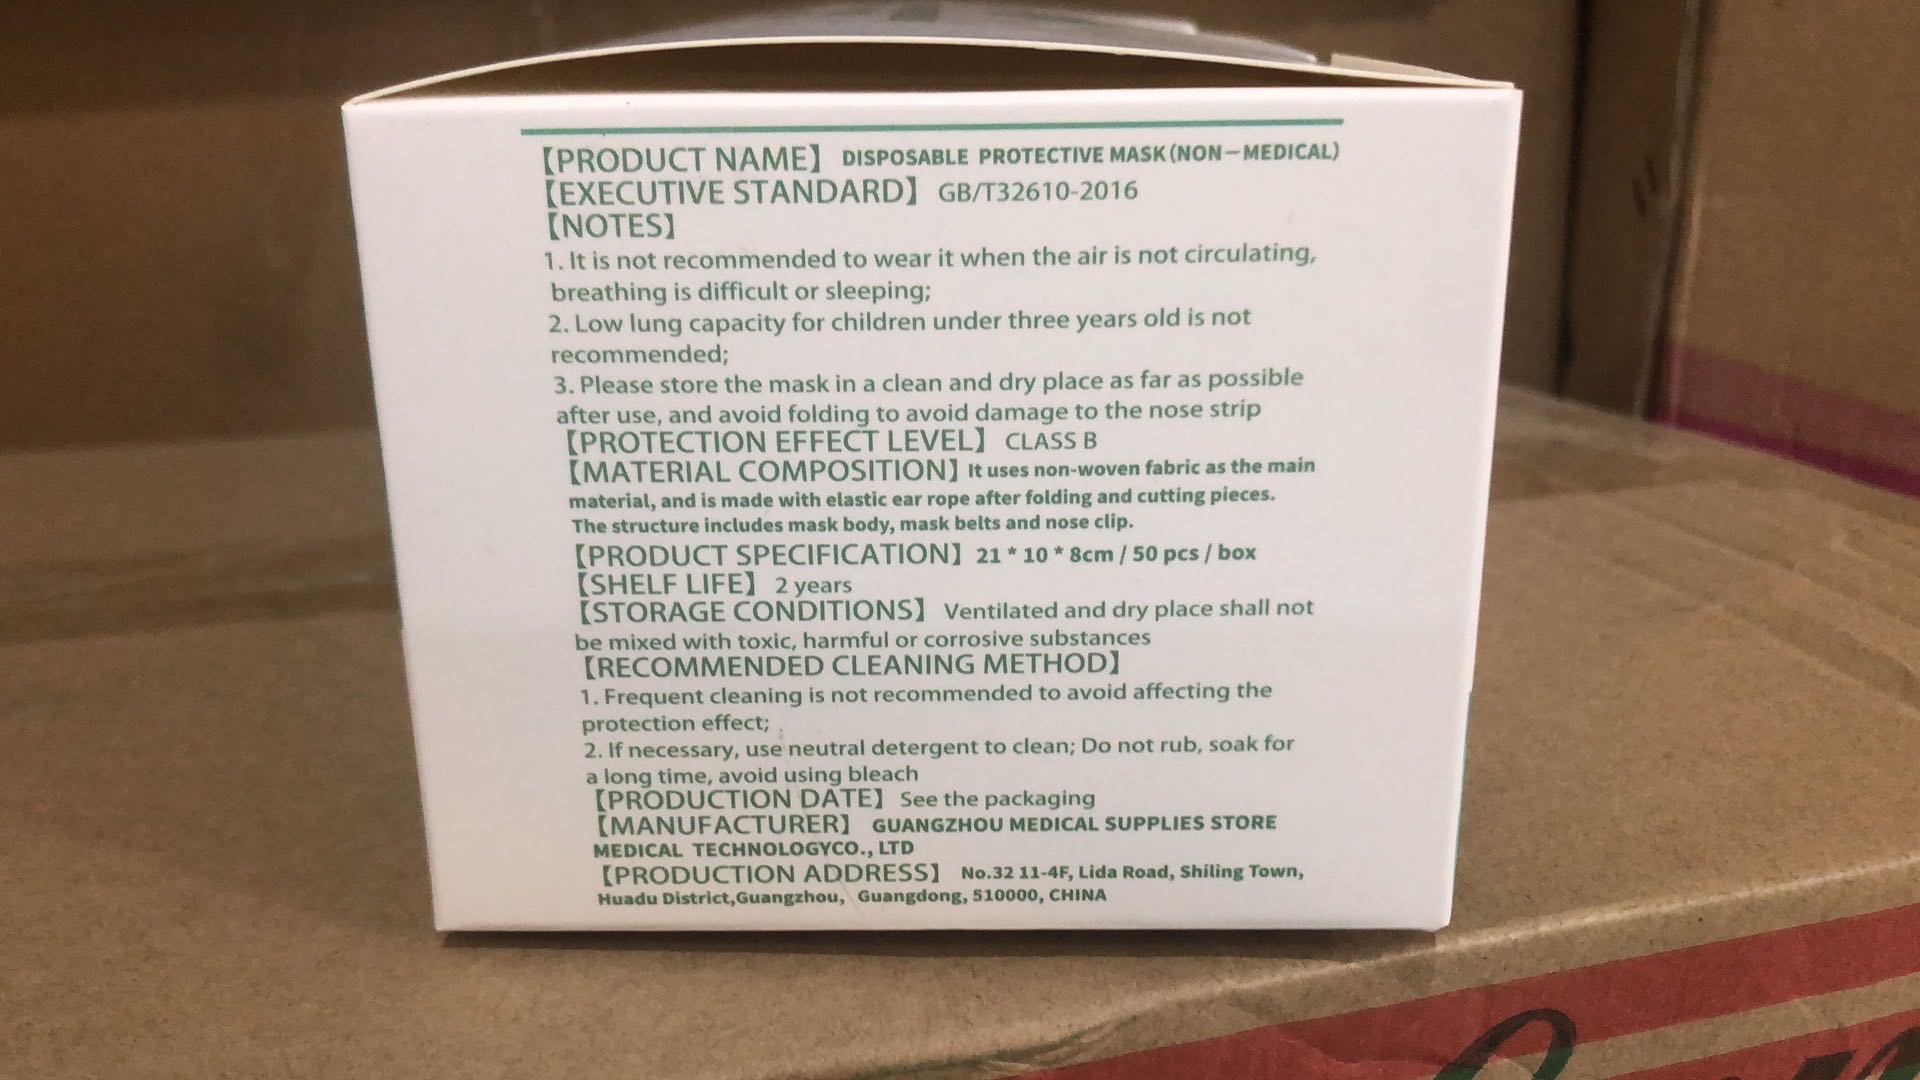 【PRODUCT NAME】 DISPOSABLE PROTECTIVE MASK(NON-MEDICAL)
【EXECUTIVE STANDARD】 GB/T32610-2016
【NOTES】
1. It is not recommended to wear it when the air is not circulating,
breathing is difficult or sleeping;
2. Low lung capacity for children under three years old is not
recommended;
3. Please store the mask in a clean and dry place as far as possible
after use, and avoid folding to avoid damage to the nose strip
【PROTECTION EFFECT LEVEL】 CLASS B
【MATERIAL COMPOSITION】 It uses non-woven fabric as the main
material, and is made with elastic ear rope after folding and cutting pieces.
The structure includes mask body, mask belts and nose clip.
【PRODUCT SPECIFICATION】 21 * 10 * 8cm / 50 pcs / box
【SHELF LIFE】 2 years
【STORAGE CONDITIONS】 Ventilated and dry place shall not
be mixed with toxic, harmful or corrosive substances
【RECOMMENDED CLEANING METHOD】
1. Frequent cleaning is not recommended to avoid affecting the
protection effect;
2. If necessary, use neutral detergent to clean; Do not rub, soak for
a long time, avoid using bleach
【PRODUCTION DATE】 See the packaging
【MANUFACTURER】 GUANGZHOU MEDICAL SUPPLIES STORE
MEDICAL TECHNOLOGYCO., LTD
【PRODUCTION ADDRESS】 No.32 11-4F, Lida Road, Shiling Town,
Huadu District,Guangzhou, Guangdong, 510000, CHINA